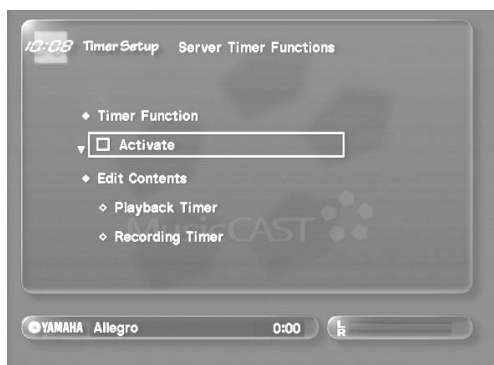 10:08 Timer Setup Server Timer Functions
Timer Function
Activate
Edit Contents
Playback Timer
Recording Timer
MusicCAST
YAMAHA Allegro 0:00 L
R